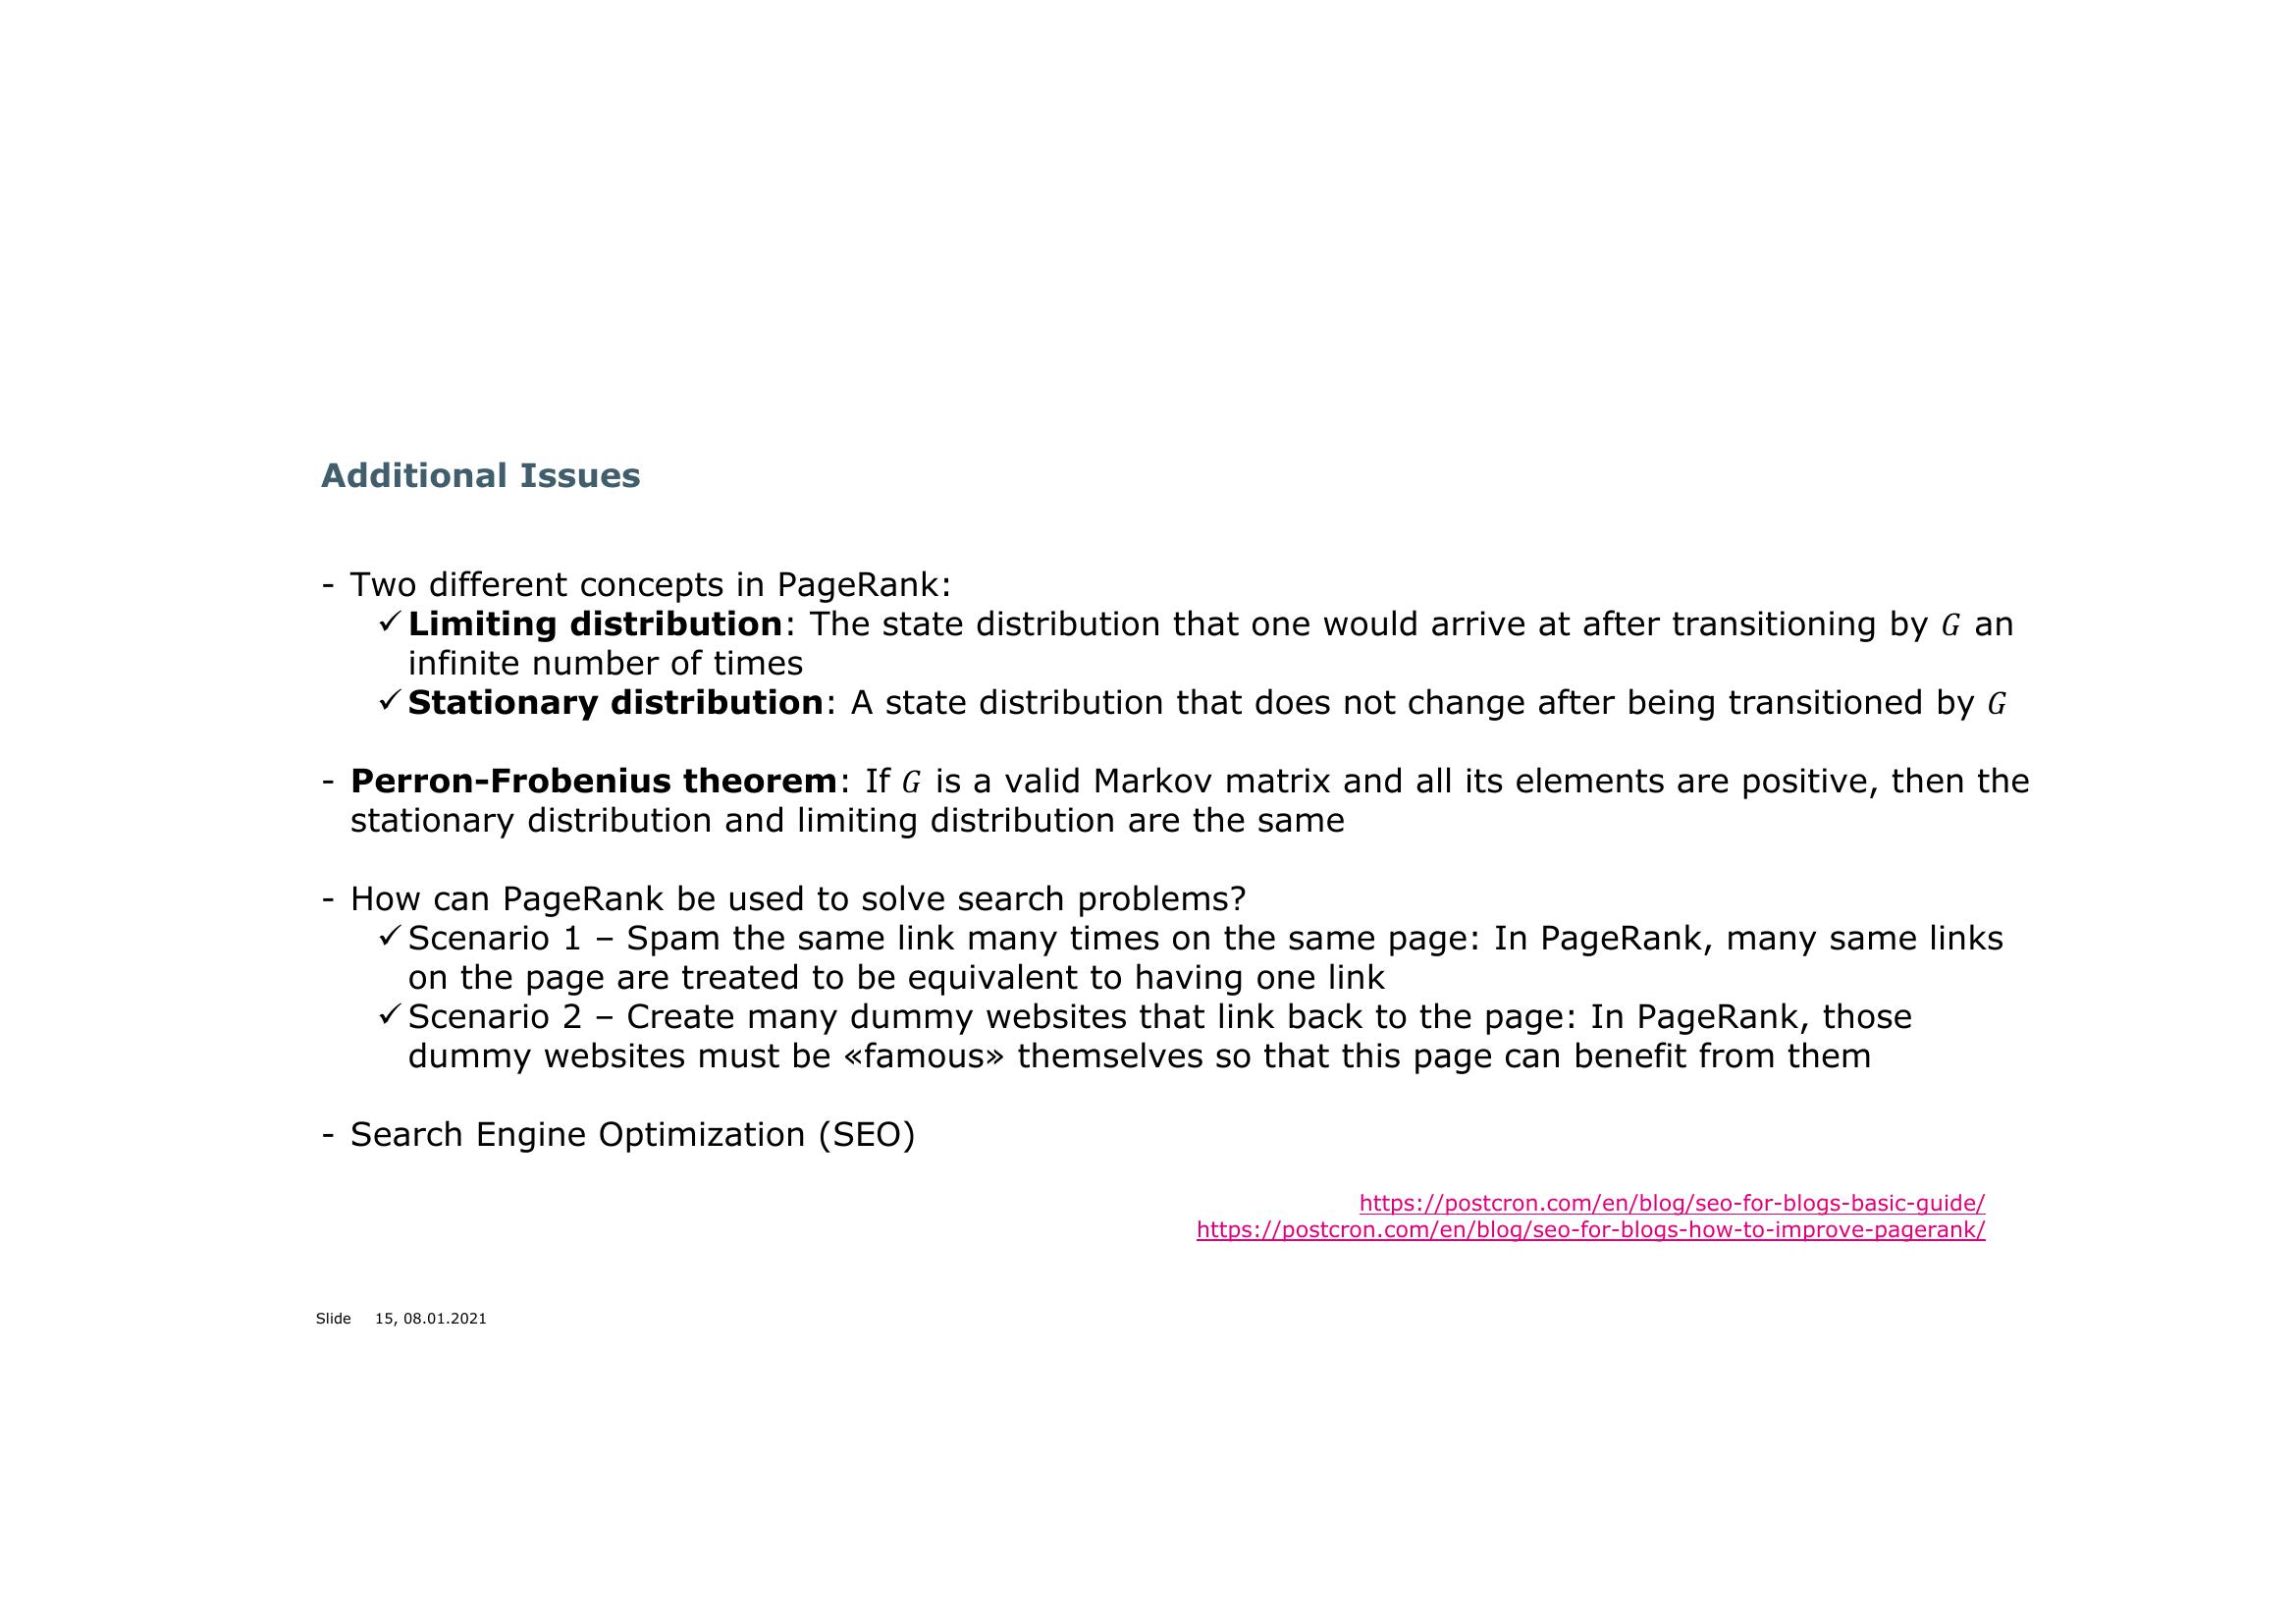 Additional Issues
- Two different concepts in PageRank:
✓ Limiting distribution: The state distribution that one would arrive at after transitioning by G an
infinite number of times
✓ Stationary distribution: A state distribution that does not change after being transitioned by G
- Perron-Frobenius theorem: If G is a valid Markov matrix and all its elements are positive, then the
stationary distribution and limiting distribution are the same
- How can PageRank be used to solve search problems?
✓ Scenario 1 – Spam the same link many times on the same page: In PageRank, many same links
on the page are treated to be equivalent to having one link
✓ Scenario 2 – Create many dummy websites that link back to the page: In PageRank, those
dummy websites must be «famous» themselves so that this page can benefit from them
- Search Engine Optimization (SEO)
https://postcron.com/en/blog/seo-for-blogs-basic-guide/
https://postcron.com/en/blog/seo-for-blogs-how-to-improve-pagerank/
Slide 15, 08.01.2021